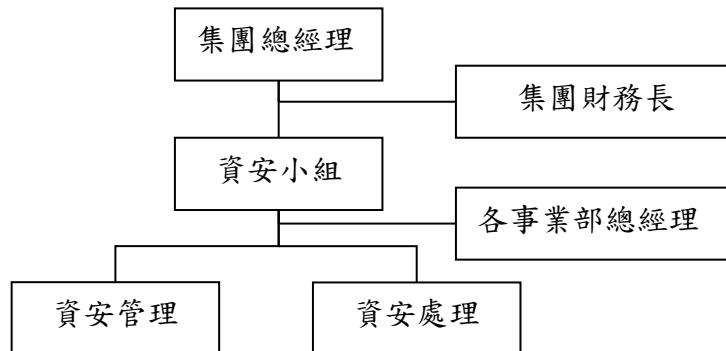 集團總經理
集團財務長
資安小組
各事業部總經理
資安管理
資安處理